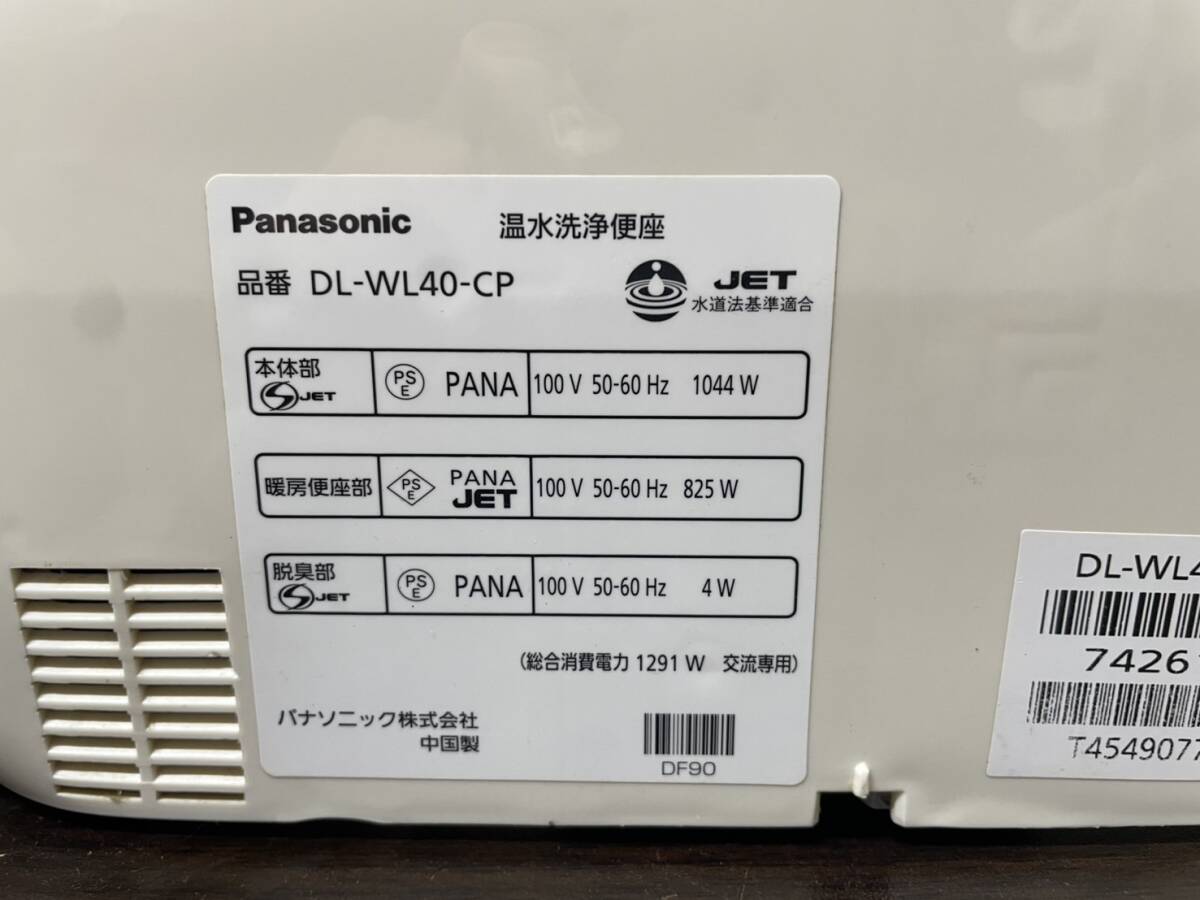 Panasonic 温水洗浄便座
品番 DL-WL40-CP
JET
水道法基準適合
本体部
SJET
PSE PANA 100 V 50-60 Hz 1044 W
暖房便座部 PSE PANA JET 100 V 50-60 Hz 825 W
脱臭部
SJET
PSE PANA 100 V 50-60 Hz 4 W
(総合消費電力 1291 W 交流専用)
パナソニック株式会社
中国製
DF90
DL-WL4
7426
T4549077